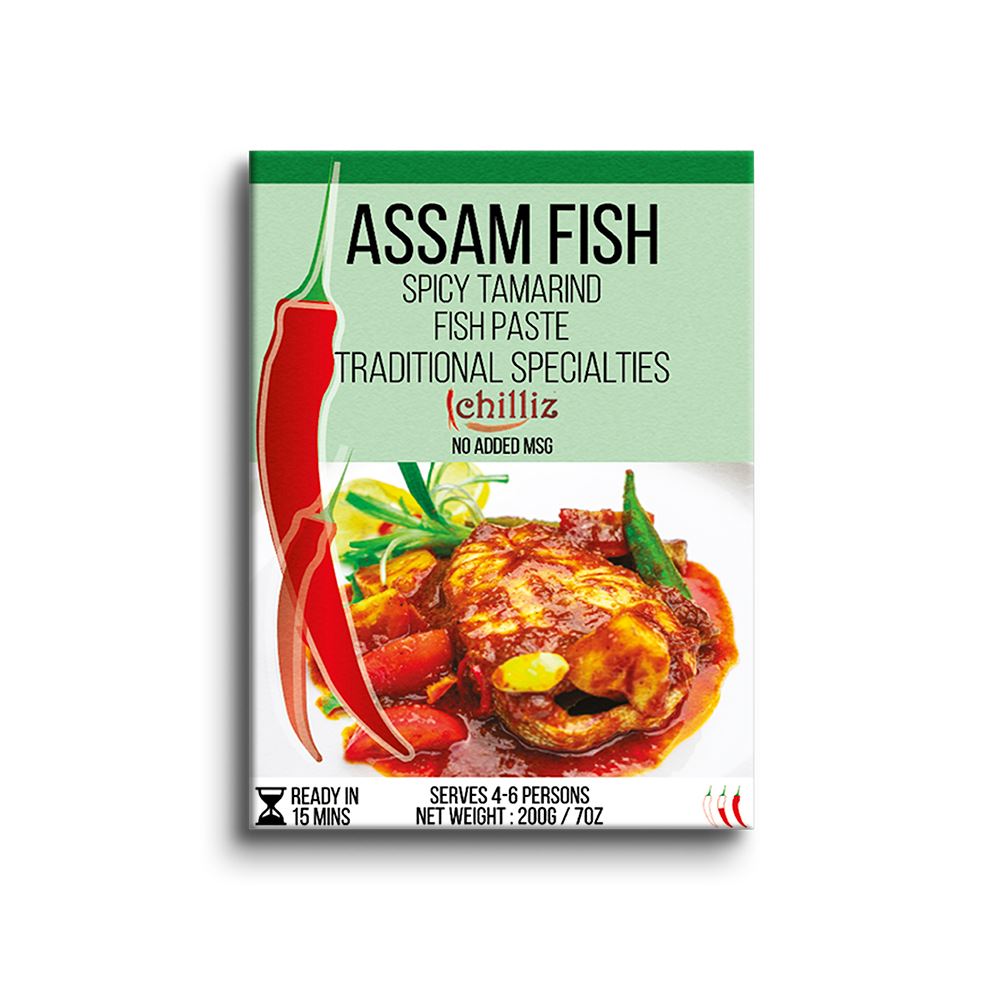 ASSAM FISH
SPICY TAMARIND
FISH PASTE
TRADITIONAL SPECIALTIES
chilliz
NO ADDED MSG
READY IN
15 MINS
SERVES 4-6 PERSONS
NET WEIGHT : 200G / 7OZ